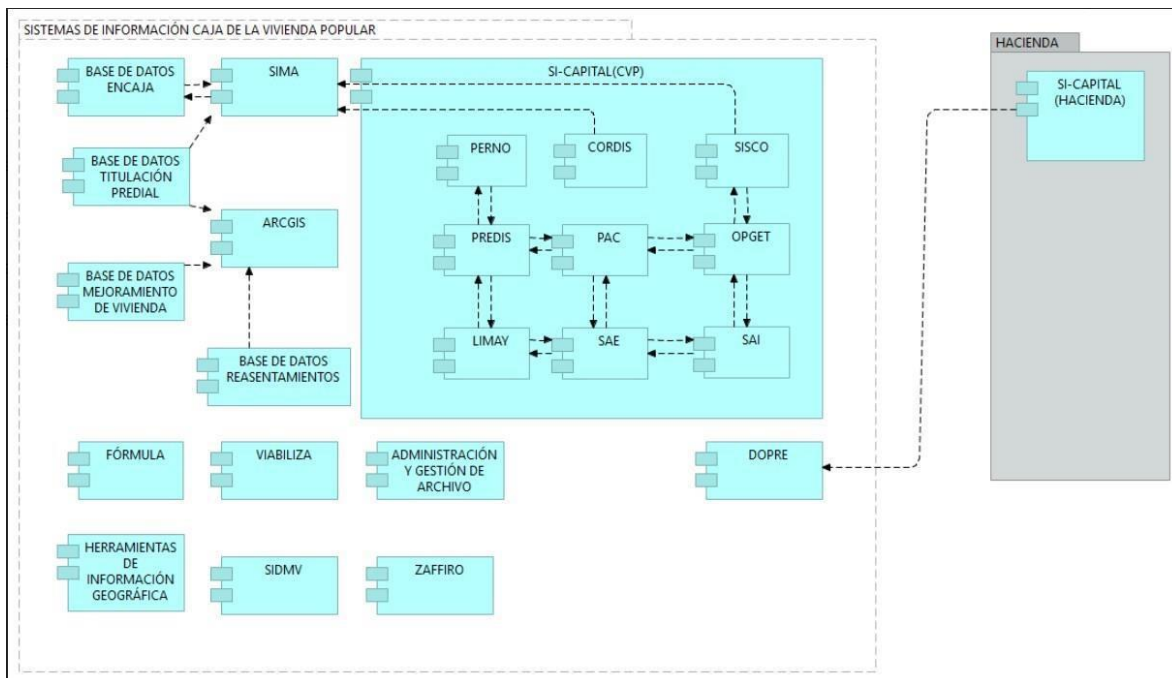 SISTEMAS DE INFORMACIÓN CAJA DE LA VIVIENDA POPULAR
HACIENDA
BASE DE DATOS
ENCAJA
SIMA
SI-CAPITAL(CVP)
SI-CAPITAL
(HACIENDA)
PERNO
CORDIS
SISCO
BASE DE DATOS
TITULACIÓN
PREDIAL
ARCGIS
PREDIS
PAC
OPGET
BASE DE DATOS
MEJORAMIENTO
DE VIVIENDA
LIMAY
SAE
SAI
BASE DE DATOS
REASENTAMIENTOS
FÓRMULA
VIABILIZA
ADMINISTRACIÓN
Y GESTIÓN DE
ARCHIVO
DOPRE
HERRAMIENTAS
DE
INFORMACIÓN
GEOGRÁFICA
SIDMV
ZAFFIRO